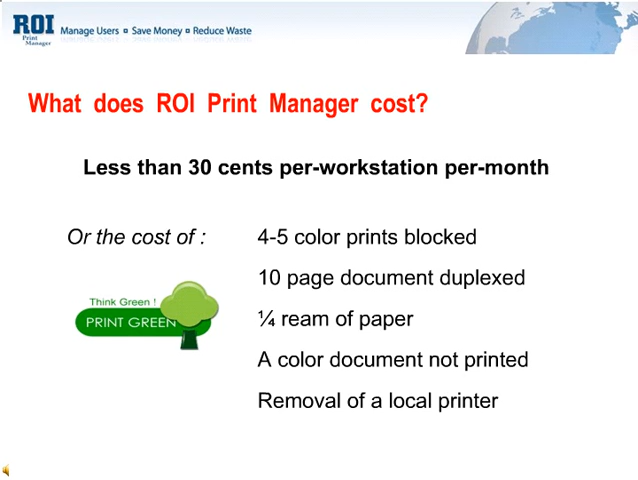 ROI
Print
Manager
Manage Users ¤ Save Money ¤ Reduce Waste
What does ROI Print Manager cost?
Less than 30 cents per-workstation per-month
Or the cost of :
4-5 color prints blocked
10 page document duplexed
¼ ream of paper
A color document not printed
Removal of a local printer
Think Green !
PRINT GREEN